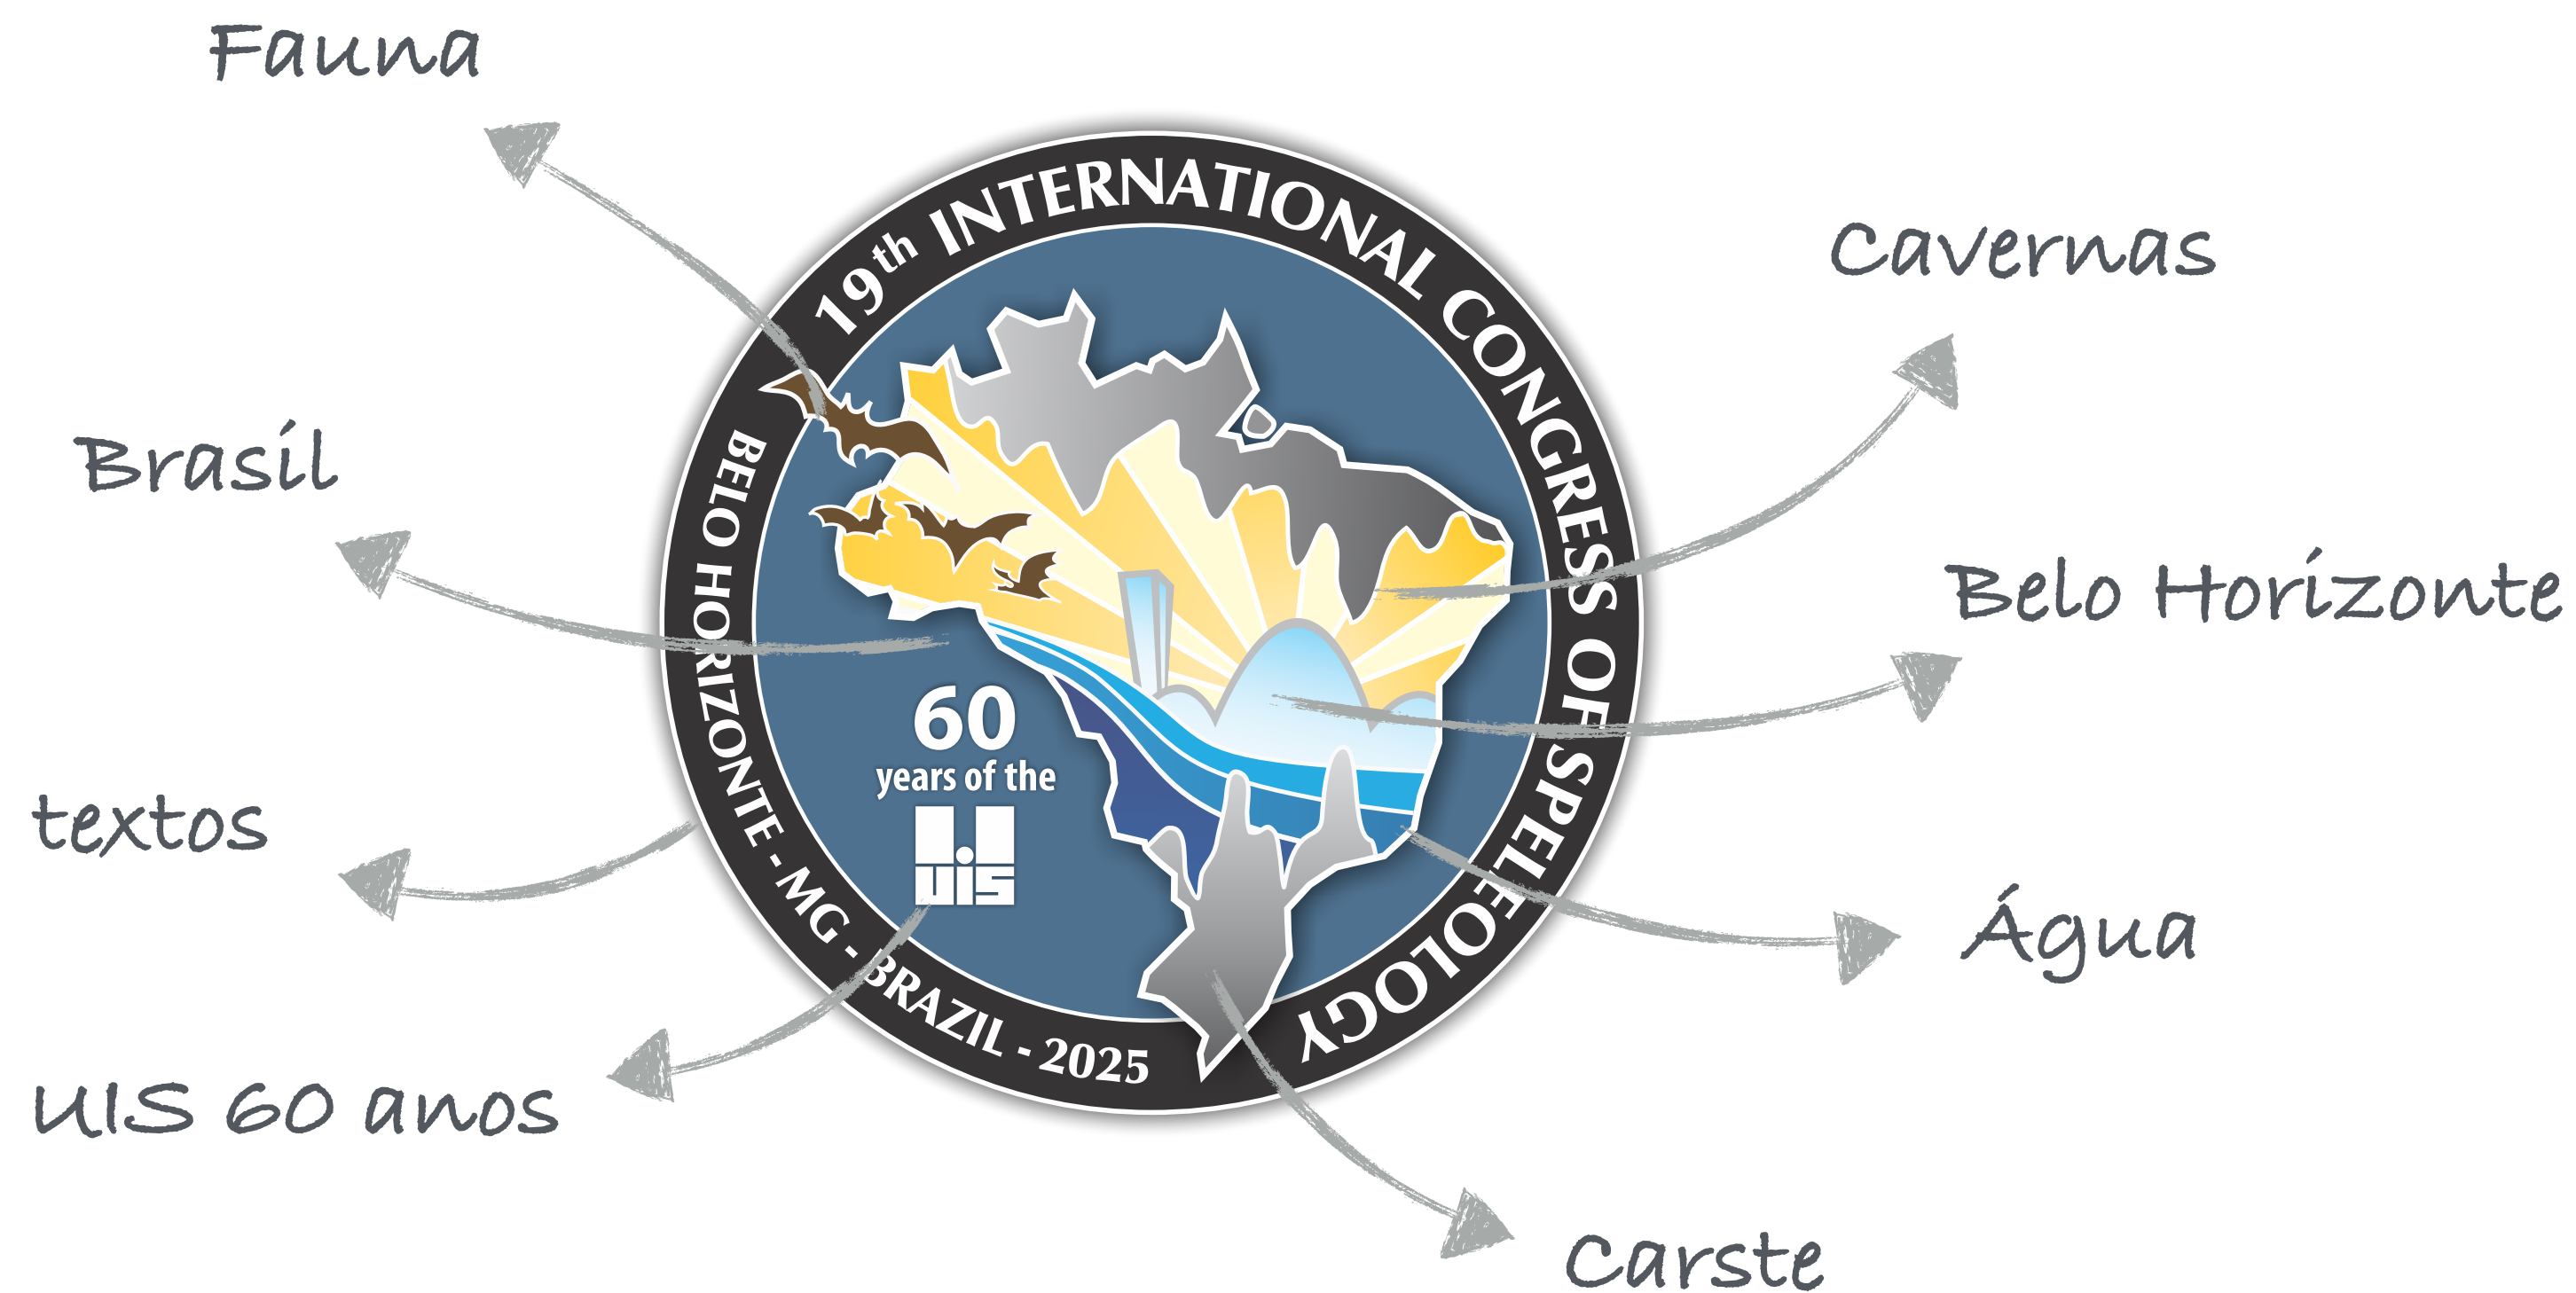 Fauna
Cavernas
Brasil
Belo Horizonte
textos
Água
UIS 60 anos
Carste
19th INTERNATIONAL CONGRESS OF SPELEOLOGY
BELO HORIZONTE - MG - BRAZIL - 2025
60
years of the
uis